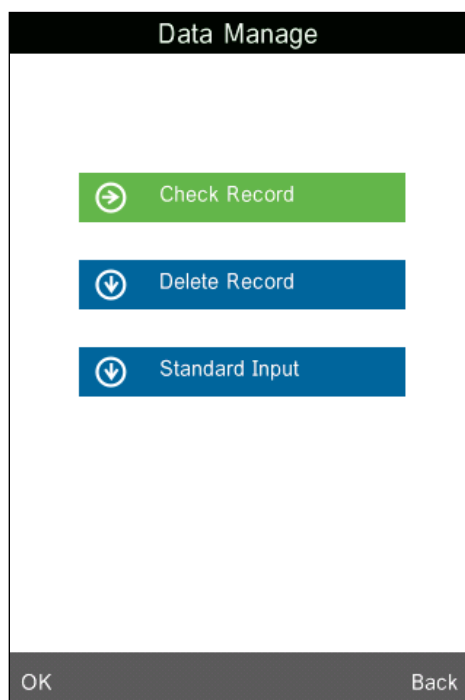 Data Manage
Check Record
Delete Record
Standard Input
OK Back